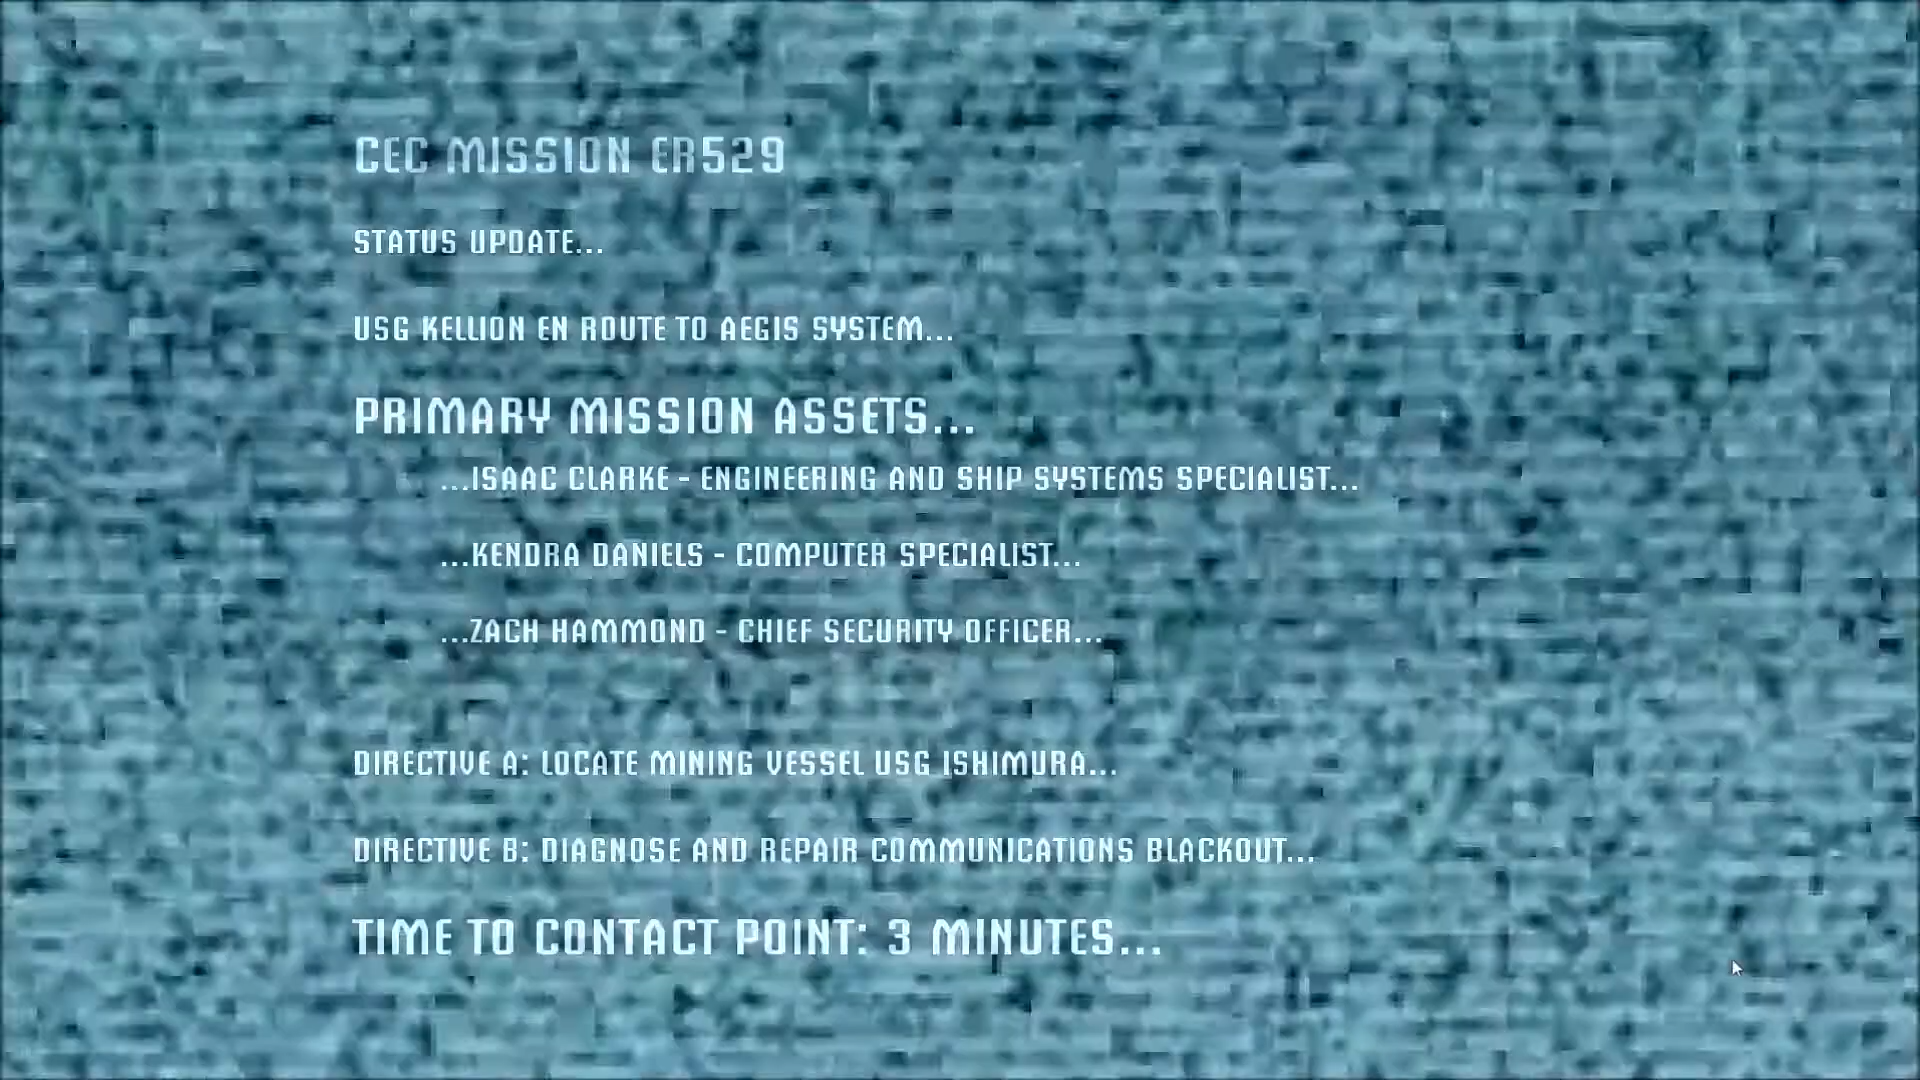 CEC MISSION ER529
STATUS UPDATE...
USG KELLION EN ROUTE TO AEGIS SYSTEM...
PRIMARY MISSION ASSETS...
...ISAAC CLARKE - ENGINEERING AND SHIP SYSTEMS SPECIALIST...
...KENDRA DANIELS - COMPUTER SPECIALIST...
...ZACH HAMMOND - CHIEF SECURITY OFFICER...
DIRECTIVE A: LOCATE MINING VESSEL USG ISHIMURA...
DIRECTIVE B: DIAGNOSE AND REPAIR COMMUNICATIONS BLACKOUT...
TIME TO CONTACT POINT: 3 MINUTES...